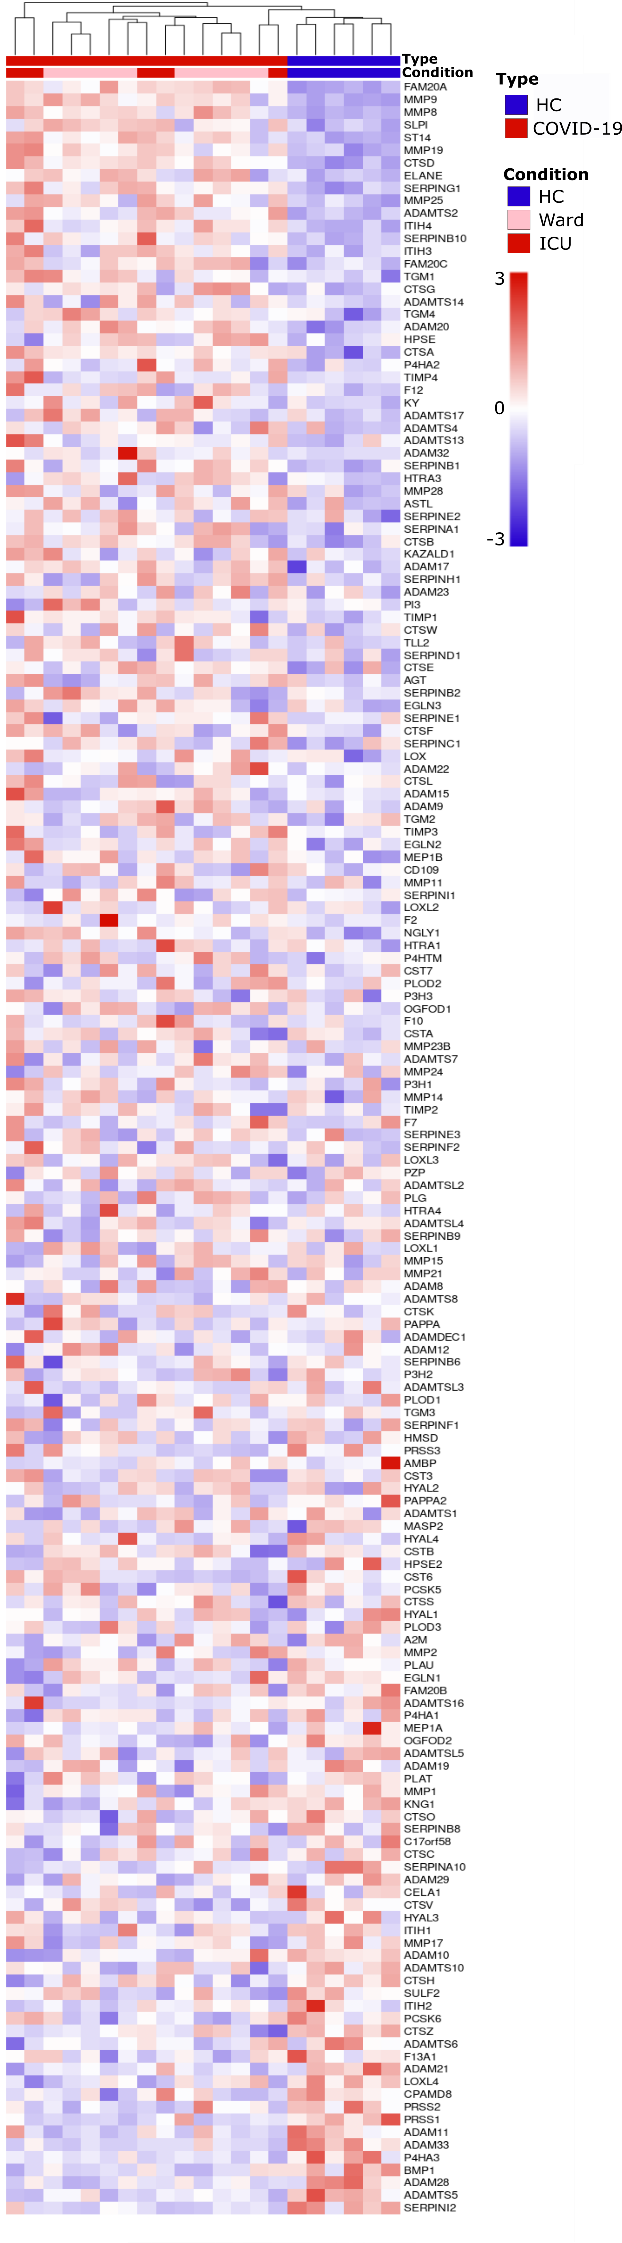 Type
Condition
FAM20A
MMP9
MMP8
SLPI
ST14
MMP19
CTSD
ELANE
SERPING1
MMP25
ADAMTS2
ITIH4
SERPINB10
ITIH3
FAM20C
TGM1
CTSG
ADAMTS14
TGM4
ADAM20
HPSE
CTSA
P4HA2
TIMP4
F12
KY
ADAMTS17
ADAMTS4
ADAMTS13
ADAM32
SERPINB1
HTRA3
MMP28
ASTL
SERPINE2
SERPINA1
CTSB
KAZALD1
ADAM17
SERPINH1
ADAM23
PI3
TIMP1
CTSW
TLL2
SERPIND1
CTSE
AGT
SERPINB2
EGLN3
SERPINE1
CTSF
SERPINC1
LOX
ADAM22
CTSL
ADAM15
ADAM9
TGM2
TIMP3
EGLN2
MEP1B
CD109
MMP11
SERPINI1
LOXL2
F2
NGLY1
HTRA1
P4HTM
CST7
PLOD2
P3H3
OGFOD1
F10
CSTA
MMP23B
ADAMTS7
MMP24
P3H1
MMP14
TIMP2
F7
SERPINE3
SERPINF2
LOXL3
PZP
ADAMTSL2
PLG
HTRA4
ADAMTSL4
SERPINB9
LOXL1
MMP15
MMP21
ADAM8
ADAMTS8
CTSK
PAPPA
ADAMDEC1
ADAM12
SERPINB6
P3H2
ADAMTSL3
PLOD1
TGM3
SERPINF1
HMSD
PRSS3
AMBP
CST3
HYAL2
PAPPA2
ADAMTS1
MASP2
HYAL4
CSTB
HPSE2
CST6
PCSK5
CTSS
HYAL1
PLOD3
A2M
MMP2
PLAU
EGLN1
FAM20B
ADAMTS16
P4HA1
MEP1A
OGFOD2
ADAMTSL5
ADAM19
PLAT
MMP1
KNG1
CTSO
SERPINB8
C17orf58
CTSC
SERPINA10
ADAM29
CELA1
CTSV
HYAL3
ITIH1
MMP17
ADAM10
ADAMTS10
CTSH
SULF2
ITIH2
PCSK6
CTSZ
ADAMTS6
F13A1
ADAM21
LOXL4
CPAMD8
PRSS2
PRSS1
ADAM11
ADAM33
P4HA3
BMP1
ADAM28
ADAMTS5
SERPINI2
Type
HC
COVID-19
Condition
HC
Ward
ICU
3
0
-3